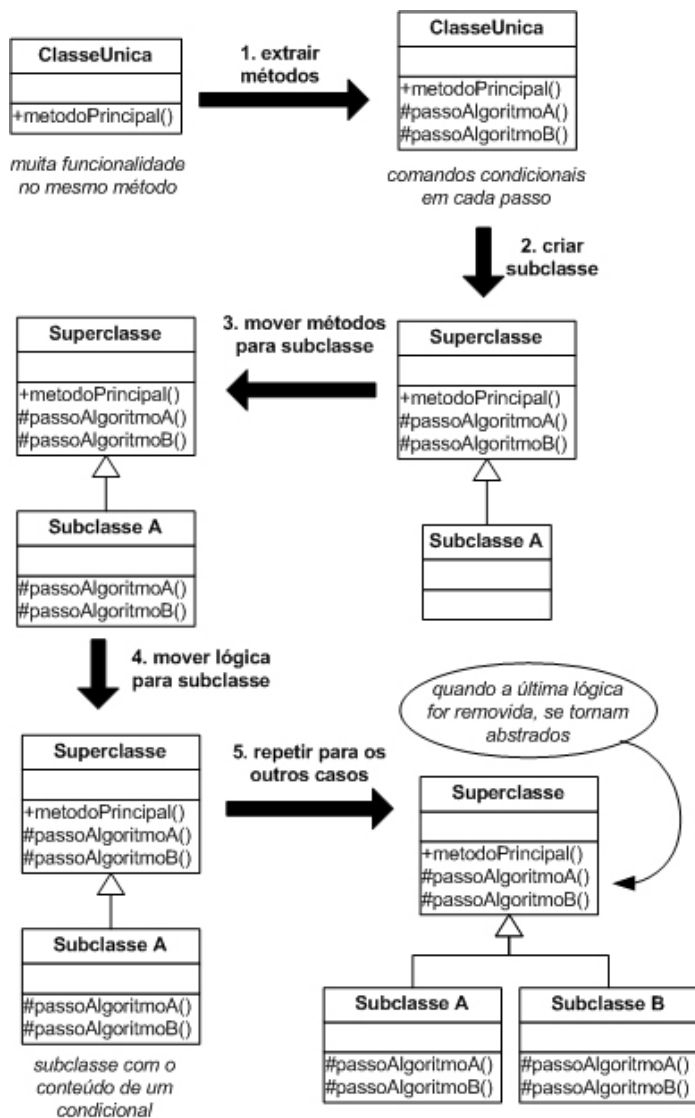 ClasseUnica
+metodoPrincipal()
muita funcionalidade
no mesmo método
1. extrair
métodos
ClasseUnica
+metodoPrincipal()
#passoAlgoritmoA()
#passoAlgoritmoB()
comandos condicionais
em cada passo
2. criar
subclasse
Superclasse
+metodoPrincipal()
#passoAlgoritmoA()
#passoAlgoritmoB()
Subclasse A
3. mover métodos
para subclasse
Superclasse
+metodoPrincipal()
#passoAlgoritmoA()
#passoAlgoritmoB()
Subclasse A
#passoAlgoritmoA()
#passoAlgoritmoB()
4. mover lógica
para subclasse
Superclasse
+metodoPrincipal()
#passoAlgoritmoA()
#passoAlgoritmoB()
Subclasse A
#passoAlgoritmoA()
#passoAlgoritmoB()
subclasse com o
conteúdo de um
condicional
5. repetir para os
outros casos
quando a última lógica
for removida, se tornam
abstrados
Superclasse
+metodoPrincipal()
#passoAlgoritmoA()
#passoAlgoritmoB()
Subclasse A
#passoAlgoritmoA()
#passoAlgoritmoB()
Subclasse B
#passoAlgoritmoA()
#passoAlgoritmoB()